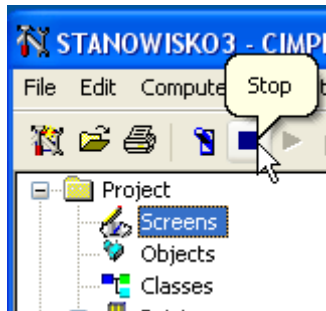 STANOWISKO3 - CIMP
File Edit Compute
Stop
Project
Screens
Objects
Classes